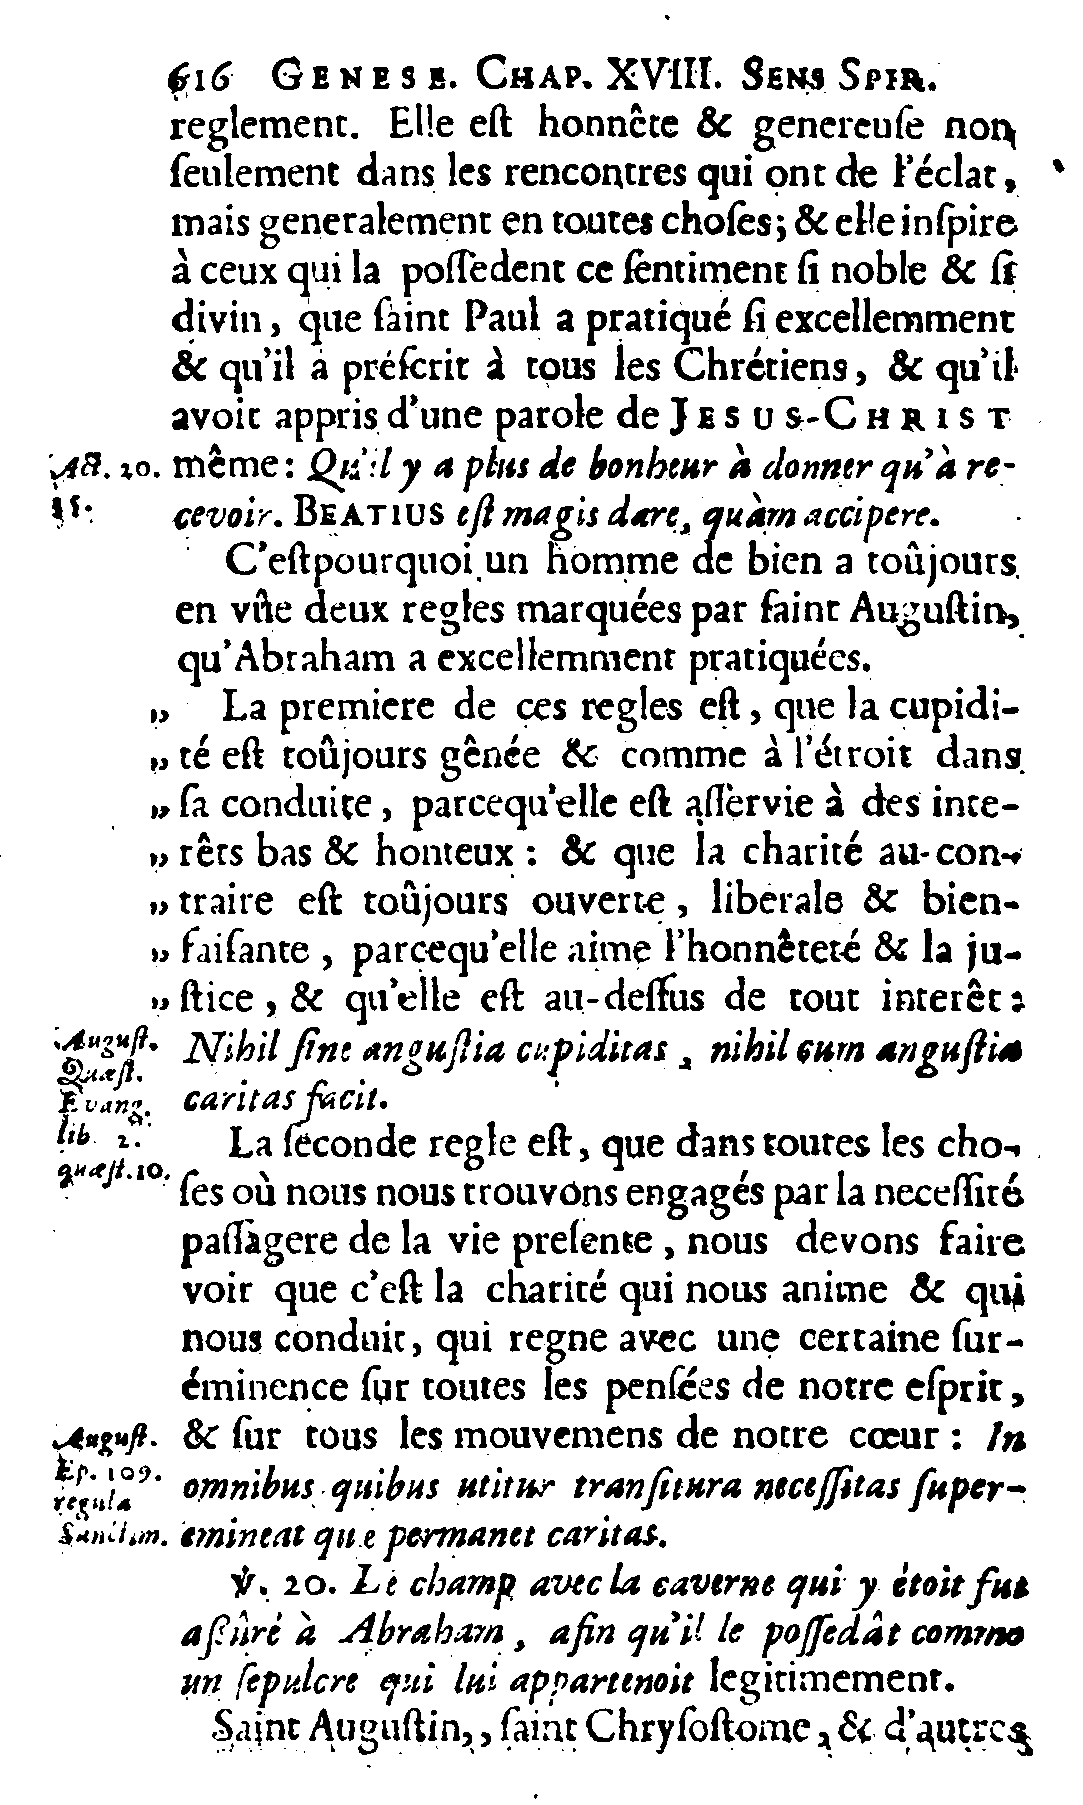 616 GENESE. CHAP. XVIII. SENS SPIR.
reglement. Elle eſt honnête & genereuſe non
ſeulement dans les rencontres qui ont de l'éclat,
mais generalement en toutes choſes; & elle inſpire
à ceux qui la poſſedent ce ſentiment ſi noble & ſi
divin, que ſaint Paul a pratiqué ſi excellemment
& qu'il a préſcrit à tous les Chrétiens, & qu'il
avoit appris d'une parole de JESUS-CHRIST
Act. 20. même: Qu'il y a plus de bonheur à donner qu'à re-
35. cevoir. BEATIUS eſt magis dare, quàm accipere.
C'eſtpourquoi un homme de bien a toûjours
en vûe deux regles marquées par ſaint Auguſtin,
qu'Abraham a excellemment pratiquées.
„ La premiere de ces regles eſt, que la cupidi-
„ té eſt toûjours gênée & comme à l'étroit dans
„ ſa conduite, parcequ'elle eſt aſſervie à des inte-
„ rêts bas & honteux: & que la charité au-con-
„ traire eſt toûjours ouverte, liberale & bien-
„ faiſante, parcequ'elle aime l'honnêteté & la ju-
„ ſtice, & qu'elle eſt au-deſſus de tout interêt:
Auguſt. Nihil ſine anguſtia cupiditas, nihil cum anguſtia
Quæſt.
Evang. caritas facit.
lib. 2. La ſeconde regle eſt, que dans toutes les cho-
quæſt.10. ſes où nous nous trouvons engagés par la neceſſité
paſſagere de la vie preſente, nous devons faire
voir que c'eſt la charité qui nous anime & qui
nous conduit, qui regne avec une certaine ſur-
éminence ſur toutes les penſées de notre eſprit,
Auguſt. & ſur tous les mouvemens de notre cœur: In
Ep. 109.
regula omnibus quibus utitur tranſitura neceſſitas ſuper-
Sanctim. emineat quæ permanet caritas.
℣. 20. Le champ avec la caverne qui y étoit fut
aſſûré à Abraham, afin qu'il le poſſedât comme
un ſepulcre qui lui appartenoit legitimement.
Saint Auguſtin, ſaint Chryſoſtome, & d'autres